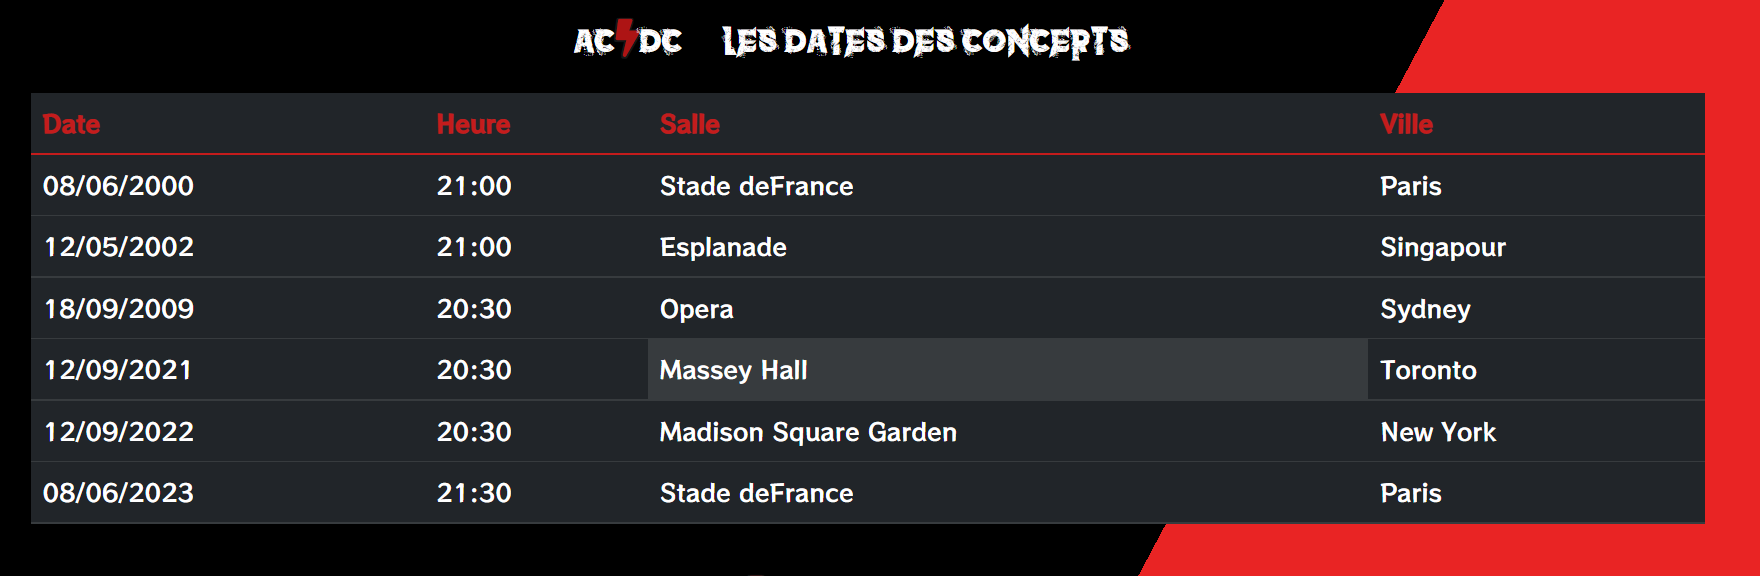 AC⚡DC LES DATES DES CONCERTS
Date Heure Salle Ville
08/06/2000 21:00 Stade deFrance Paris
12/05/2002 21:00 Esplanade Singapour
18/09/2009 20:30 Opera Sydney
12/09/2021 20:30 Massey Hall Toronto
12/09/2022 20:30 Madison Square Garden New York
08/06/2023 21:30 Stade deFrance Paris